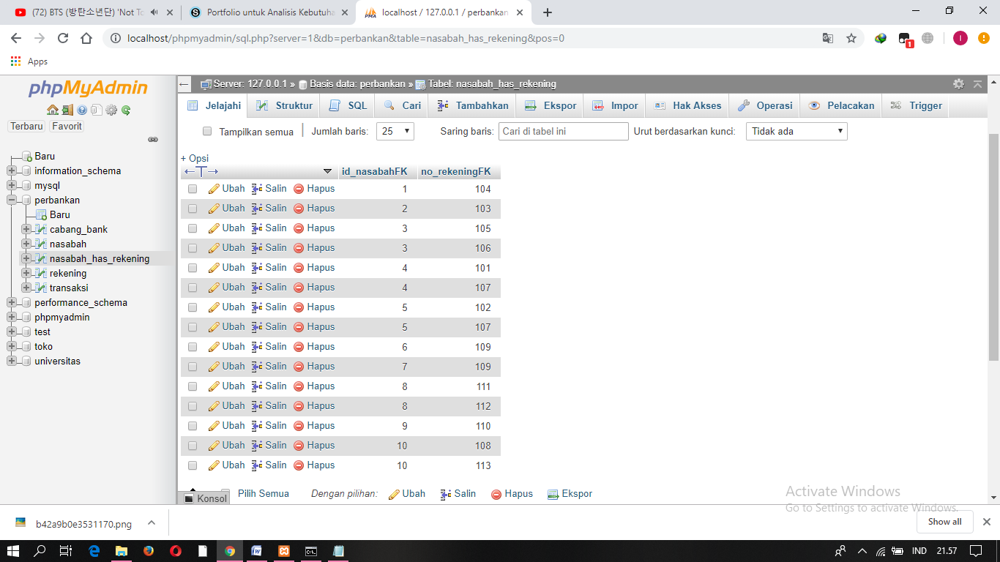 (72) BTS (방탄소년단) 'Not To
Portfolio untuk Analisis Kebutuha
localhost / 127.0.0.1 / perbankan
localhost/phpmyadmin/sql.php?server=1&db=perbankan&table=nasabah_has_rekening&pos=0
1
I
Apps
phpMyAdmin
Terbaru Favorit
Baru
information_schema
mysql
perbankan
Baru
cabang_bank
nasabah
nasabah_has_rekening
rekening
transaksi
performance_schema
phpmyadmin
test
toko
universitas
Server: 127.0.0.1 » Basis data: perbankan » Tabel: nasabah_has_rekening
Jelajahi Struktur SQL Cari Tambahkan Ekspor Impor Hak Akses Operasi Pelacakan Trigger
Tampilkan semua | Jumlah baris: 25 Saring baris: Cari di tabel ini Urut berdasarkan kunci: Tidak ada
+ Opsi
←T→ id_nasabahFK no_rekeningFK
Ubah Salin Hapus 1 104
Ubah Salin Hapus 2 103
Ubah Salin Hapus 3 105
Ubah Salin Hapus 3 106
Ubah Salin Hapus 4 101
Ubah Salin Hapus 4 107
Ubah Salin Hapus 5 102
Ubah Salin Hapus 5 107
Ubah Salin Hapus 6 109
Ubah Salin Hapus 7 109
Ubah Salin Hapus 8 111
Ubah Salin Hapus 8 112
Ubah Salin Hapus 9 110
Ubah Salin Hapus 10 108
Ubah Salin Hapus 10 113
Pilih Semua Dengan pilihan: Ubah Salin Hapus Ekspor
Konsol
Activate Windows
Go to Settings to activate Windows.
b42a9b0e3531170.png
Show all
IND 21.57